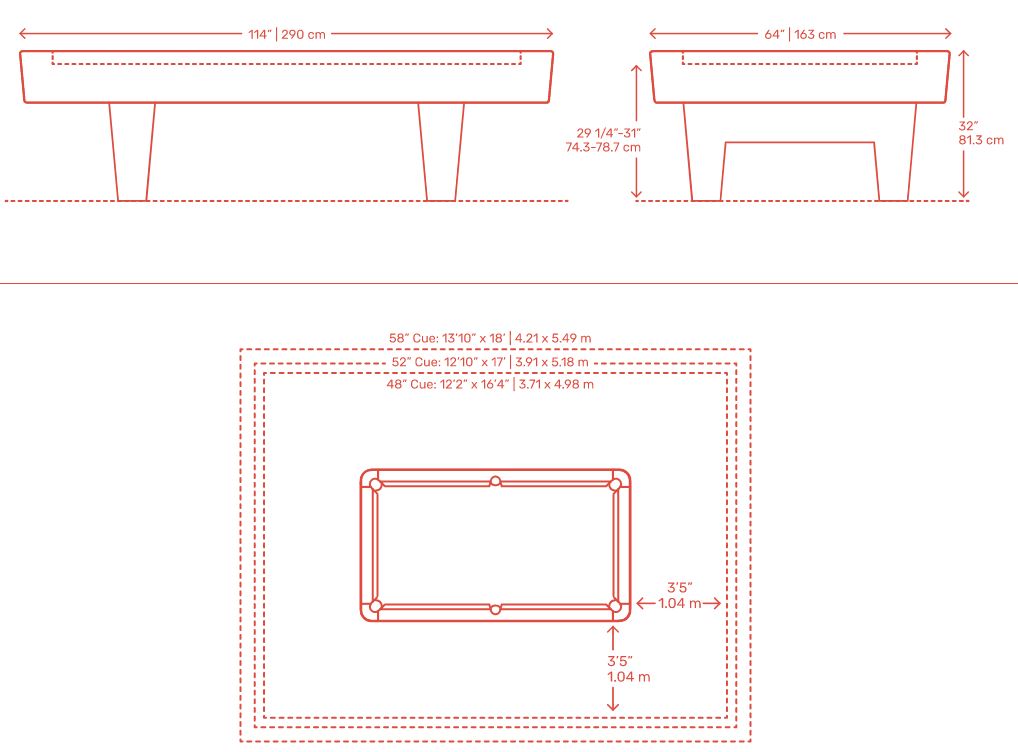 114" | 290 cm
64" | 163 cm
29 1/4"-31"
74.3-78.7 cm
32"
81.3 cm
58" Cue: 13'10" x 18' | 4.21 x 5.49 m
52" Cue: 12'10" x 17' | 3.91 x 5.18 m
48" Cue: 12'2" x 16'4" | 3.71 x 4.98 m
3'5"
1.04 m
3'5"
1.04 m